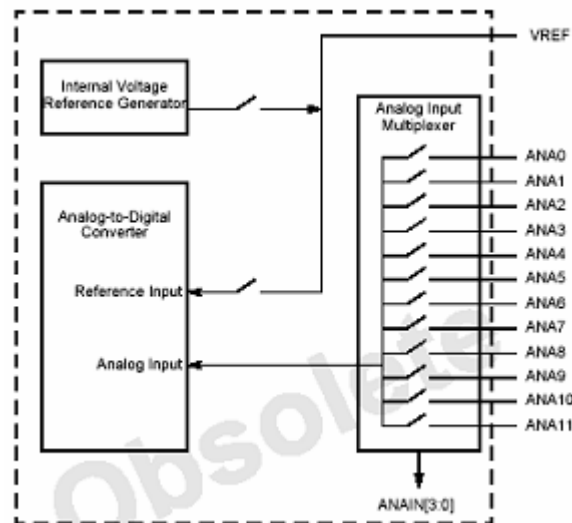 VREF
Internal Voltage
Reference Generator
Analog Input
Multiplexer
ANA0
ANA1
ANA2
ANA3
ANA4
ANA5
ANA6
ANA7
ANA8
ANA9
ANA10
ANA11
Analog-to-Digital
Converter
Reference Input
Analog Input
ANAIN[3:0]
Obsolete